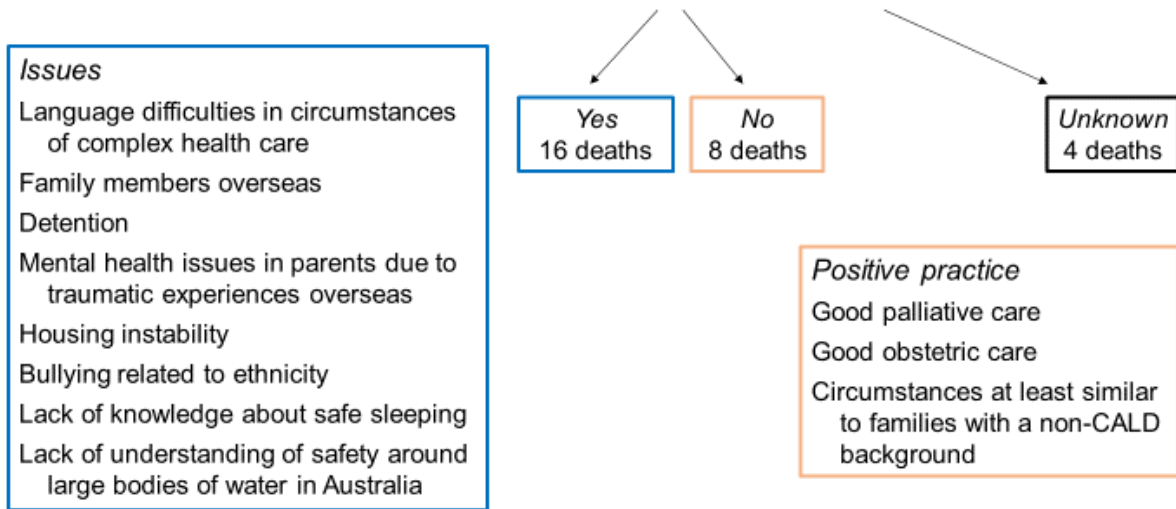 Issues
Language difficulties in circumstances
of complex health care
Family members overseas
Detention
Mental health issues in parents due to
traumatic experiences overseas
Housing instability
Bullying related to ethnicity
Lack of knowledge about safe sleeping
Lack of understanding of safety around
large bodies of water in Australia
Yes
16 deaths
No
8 deaths
Unknown
4 deaths
Positive practice
Good palliative care
Good obstetric care
Circumstances at least similar
to families with a non-CALD
background